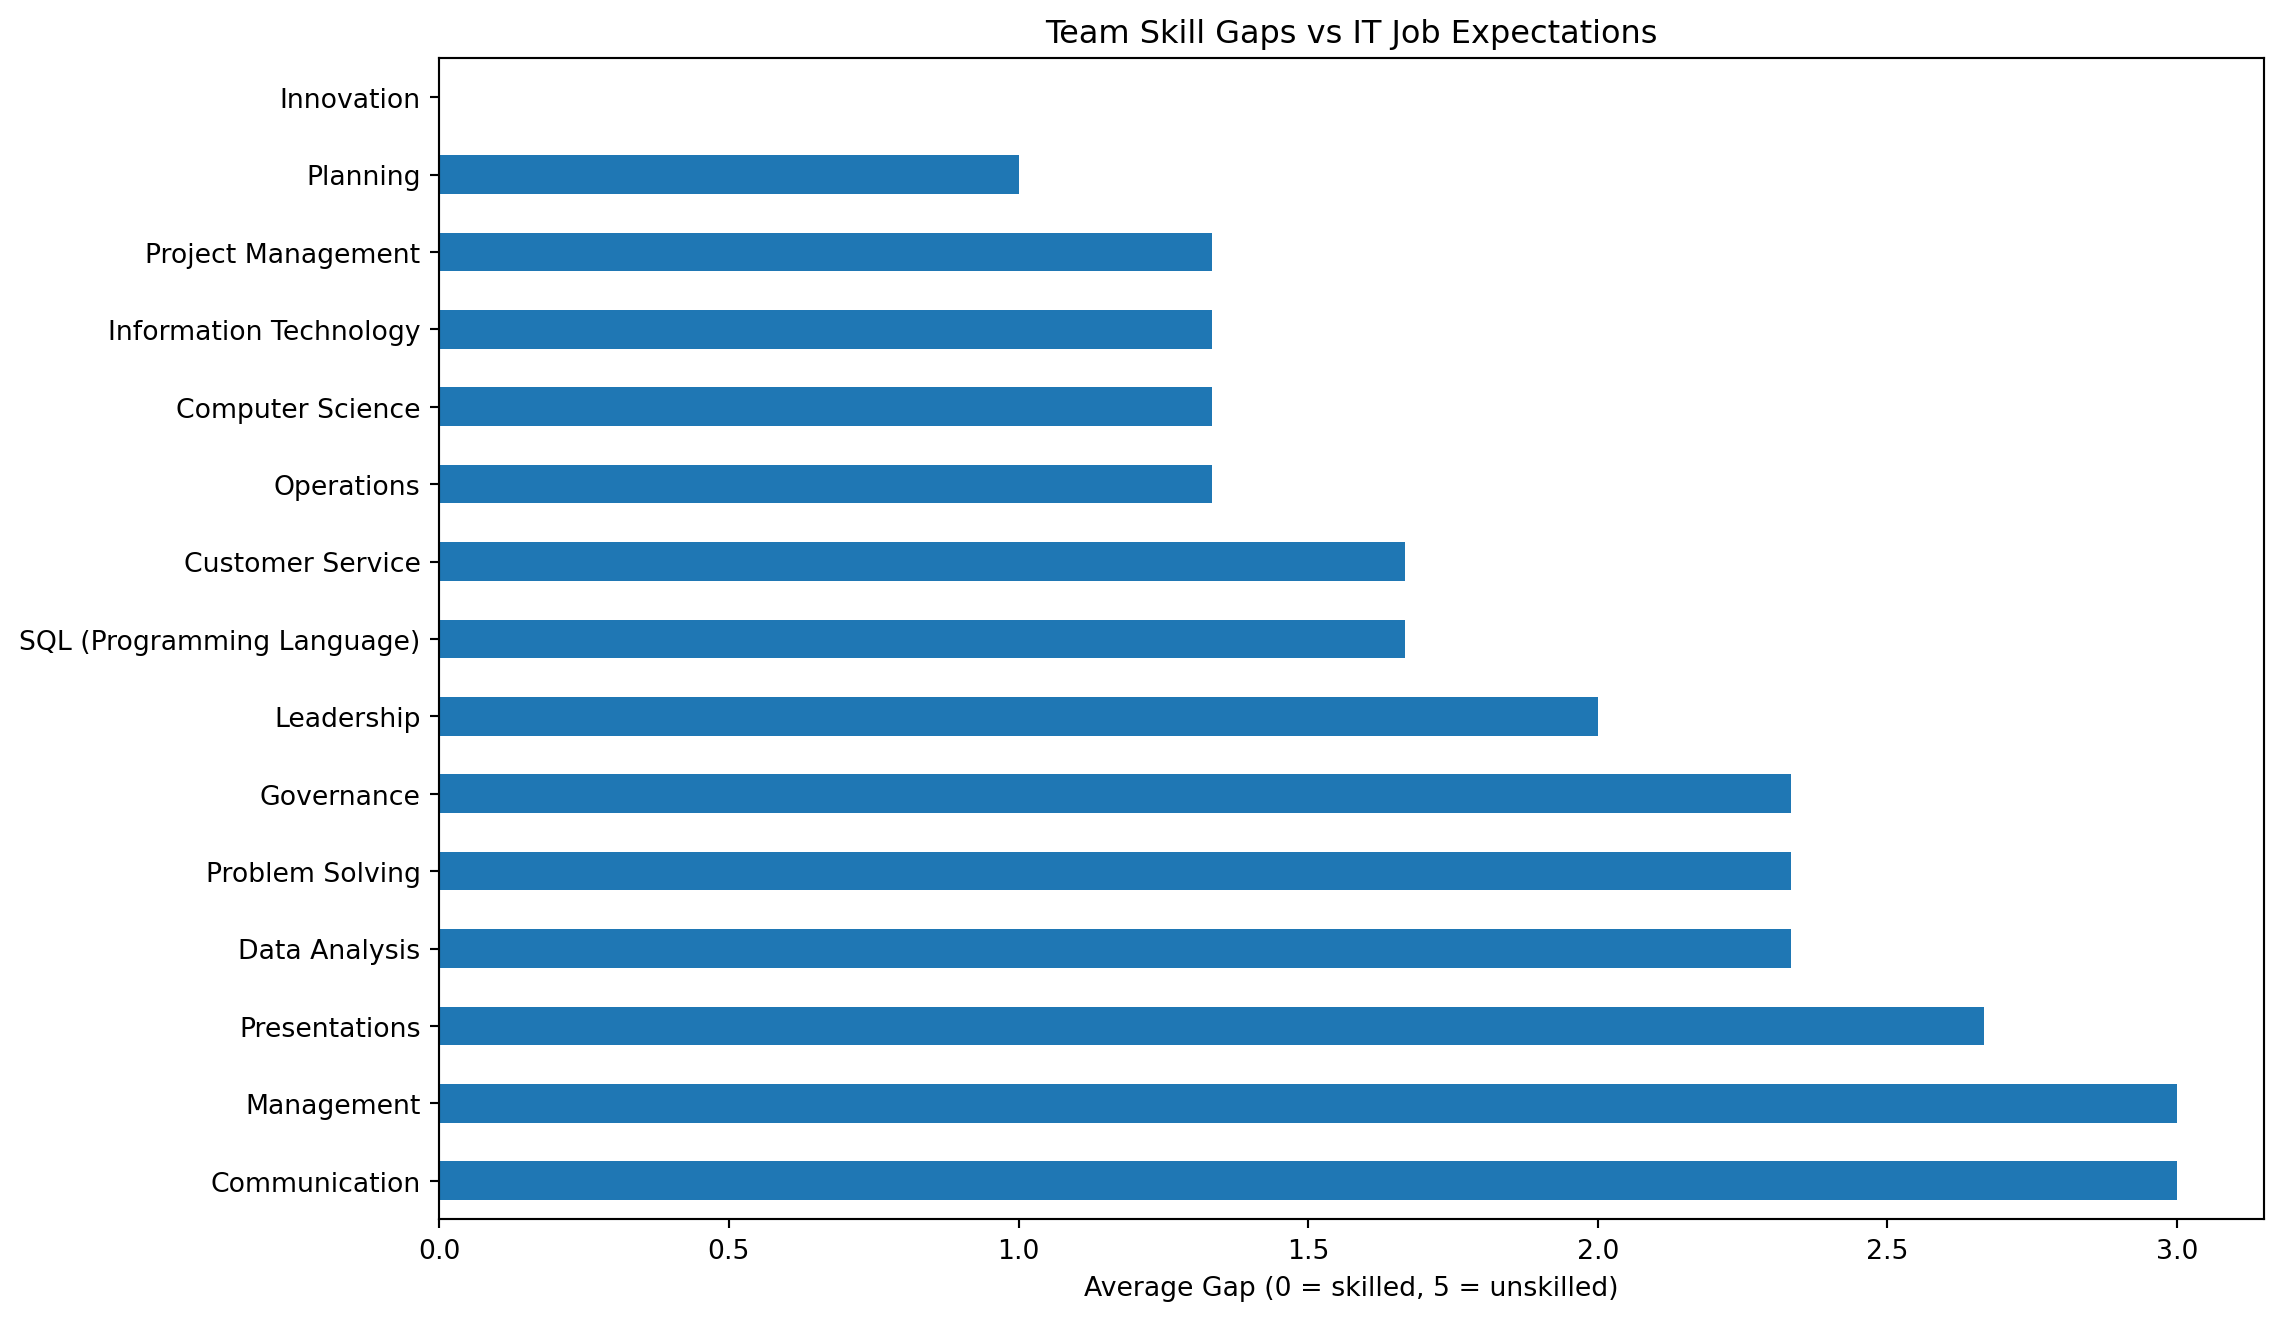 Team Skill Gaps vs IT Job Expectations
Innovation
Planning
Project Management
Information Technology
Computer Science
Operations
Customer Service
SQL (Programming Language)
Leadership
Governance
Problem Solving
Data Analysis
Presentations
Management
Communication
0.0 0.5 1.0 1.5 2.0 2.5 3.0
Average Gap (0 = skilled, 5 = unskilled)